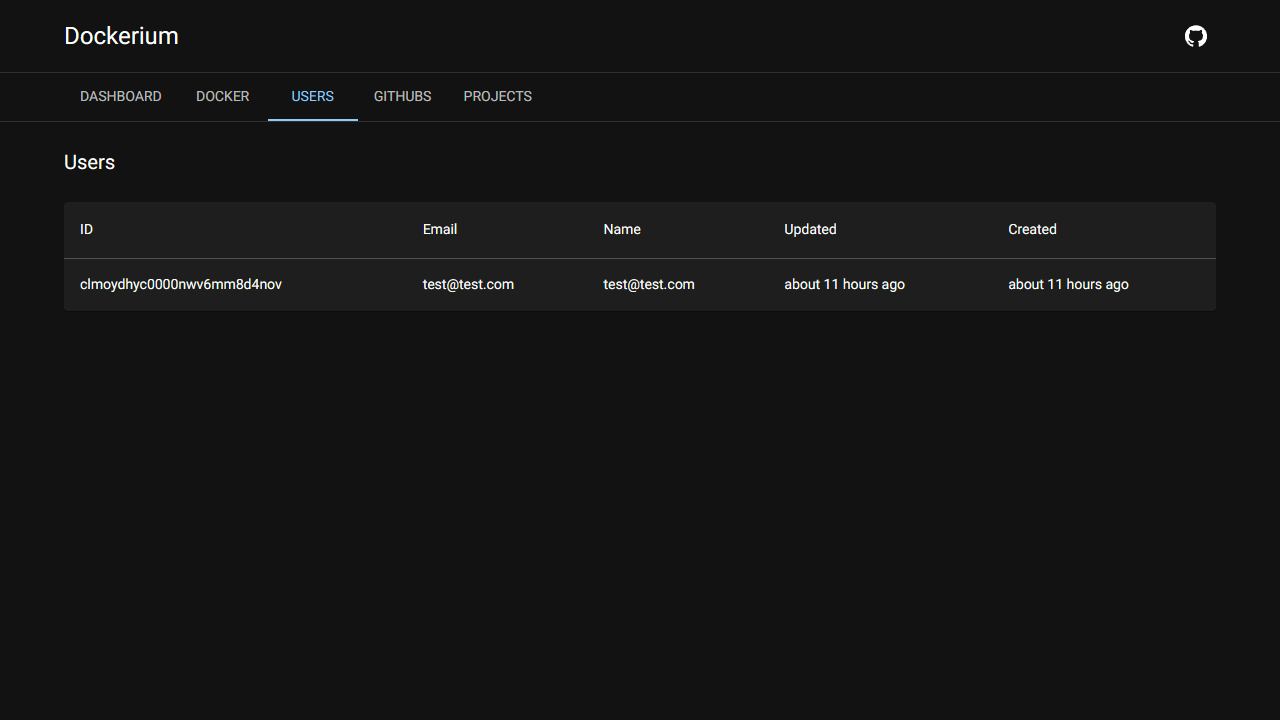 Dockerium
DASHBOARD DOCKER USERS GITHUBS PROJECTS
Users
ID Email Name Updated Created
clmoydhyc0000nwv6mm8d4nov test@test.com test@test.com about 11 hours ago about 11 hours ago